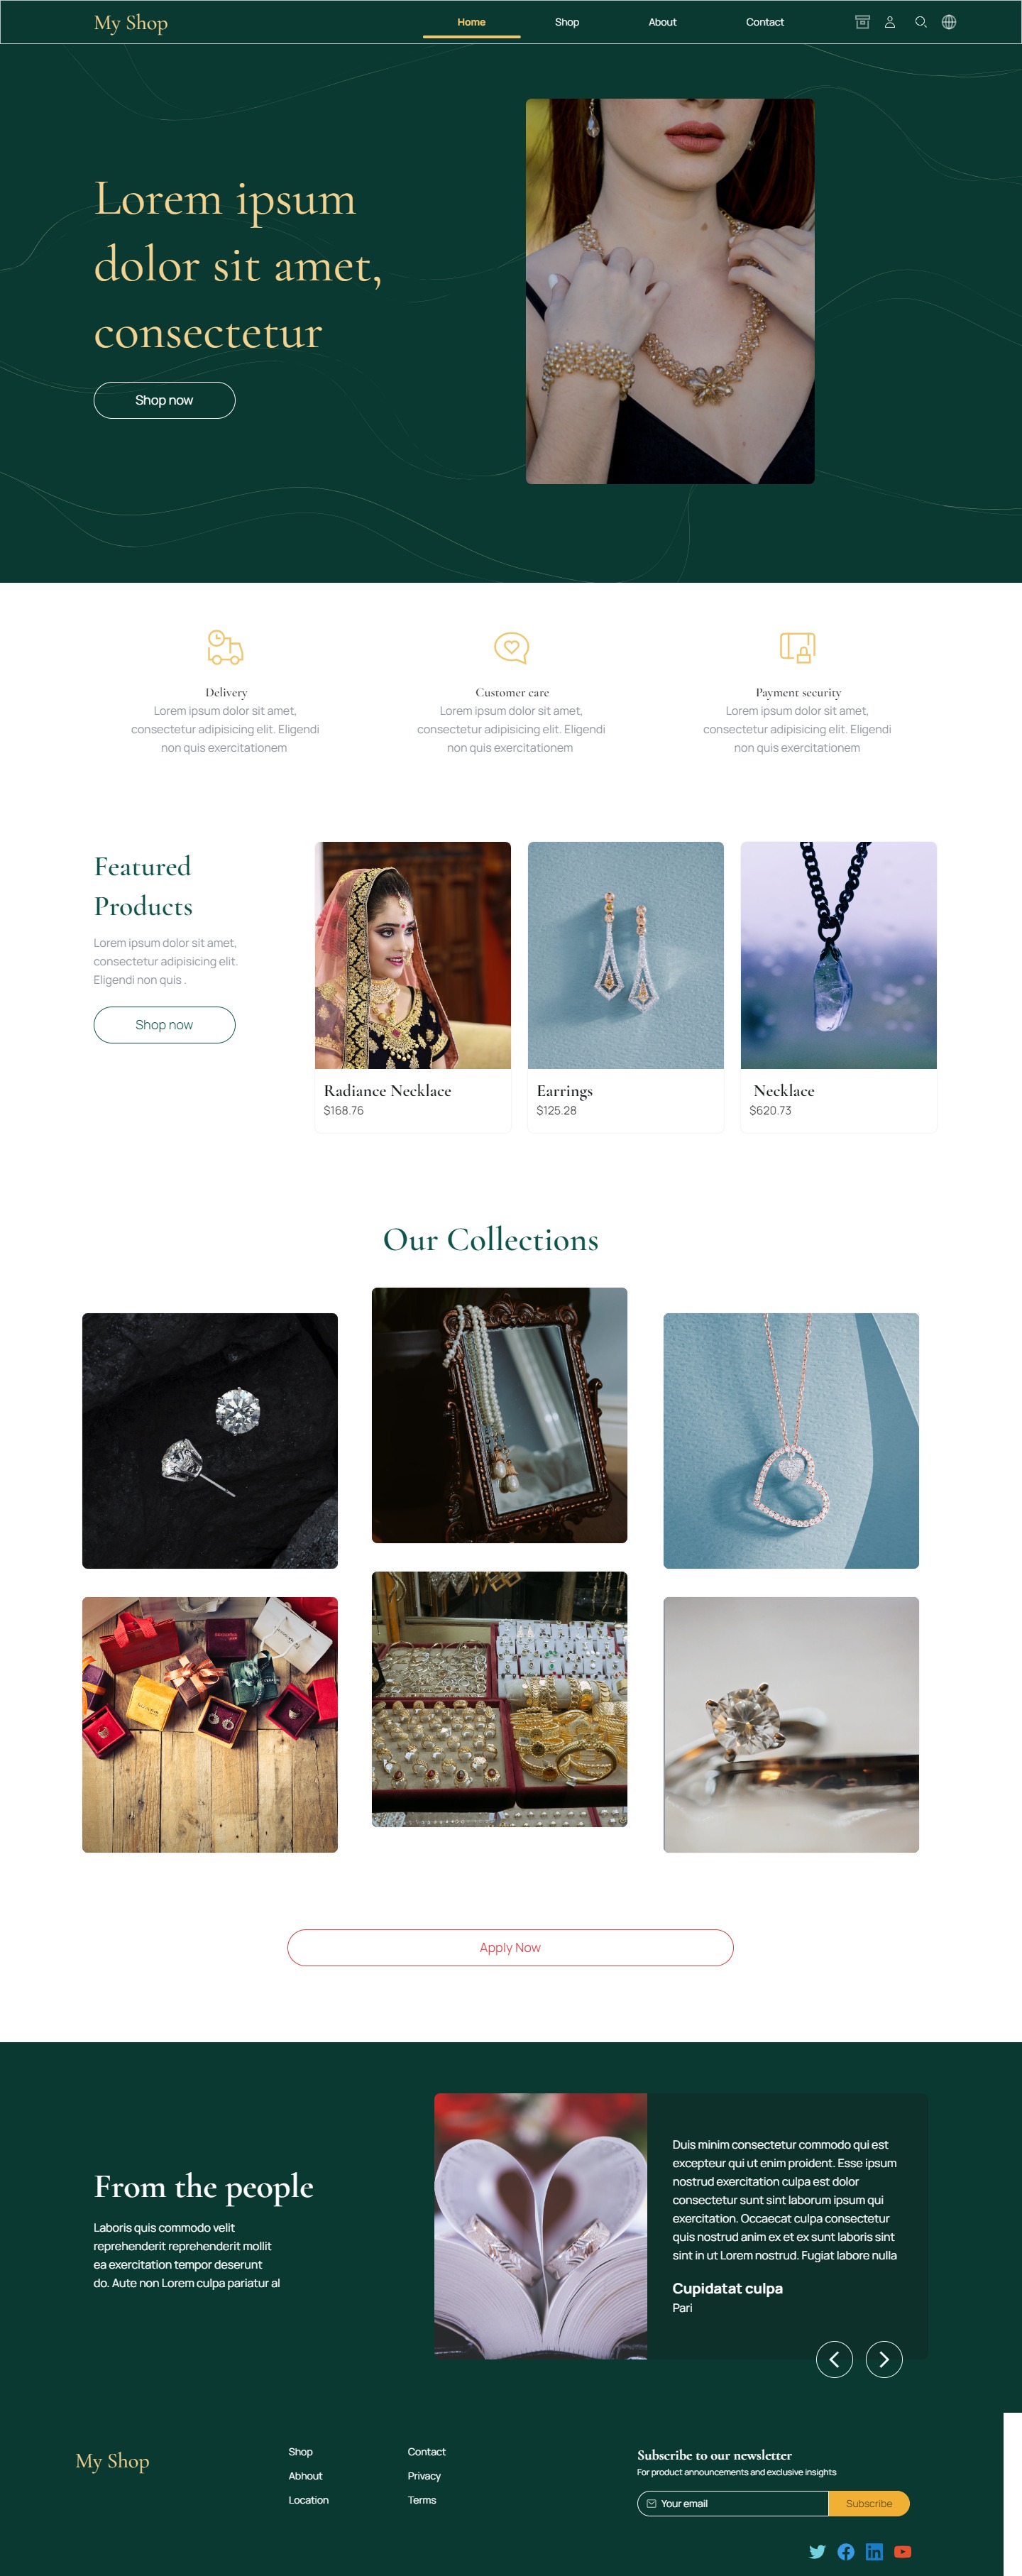 My Shop
Home
Shop
About
Contact
Lorem ipsum
dolor sit amet,
consectetur
Shop now
Delivery
Lorem ipsum dolor sit amet,
consectetur adipisicing elit. Eligendi
non quis exercitationem
Customer care
Lorem ipsum dolor sit amet,
consectetur adipisicing elit. Eligendi
non quis exercitationem
Payment security
Lorem ipsum dolor sit amet,
consectetur adipisicing elit. Eligendi
non quis exercitationem
Featured
Products
Lorem ipsum dolor sit amet,
consectetur adipisicing elit.
Eligendi non quis .
Shop now
Radiance Necklace
$168.76
Earrings
$125.28
Necklace
$620.73
Our Collections
Apply Now
From the people
Laboris quis commodo velit
reprehenderit reprehenderit mollit
ea exercitation tempor deserunt
do. Aute non Lorem culpa pariatur al
Duis minim consectetur commodo qui est
excepteur qui ut enim proident. Esse ipsum
nostrud exercitation culpa est dolor
consectetur sunt sint laborum ipsum qui
exercitation. Occaecat culpa consectetur
quis nostrud anim ex et ex sunt laboris sint
sint in ut Lorem nostrud. Fugiat labore nulla
Cupidatat culpa
Pari
My Shop
Shop
Abhout
Location
Contact
Privacy
Terms
Subscribe to our newsletter
For product announcements and exclusive insights
Your email
Subscribe